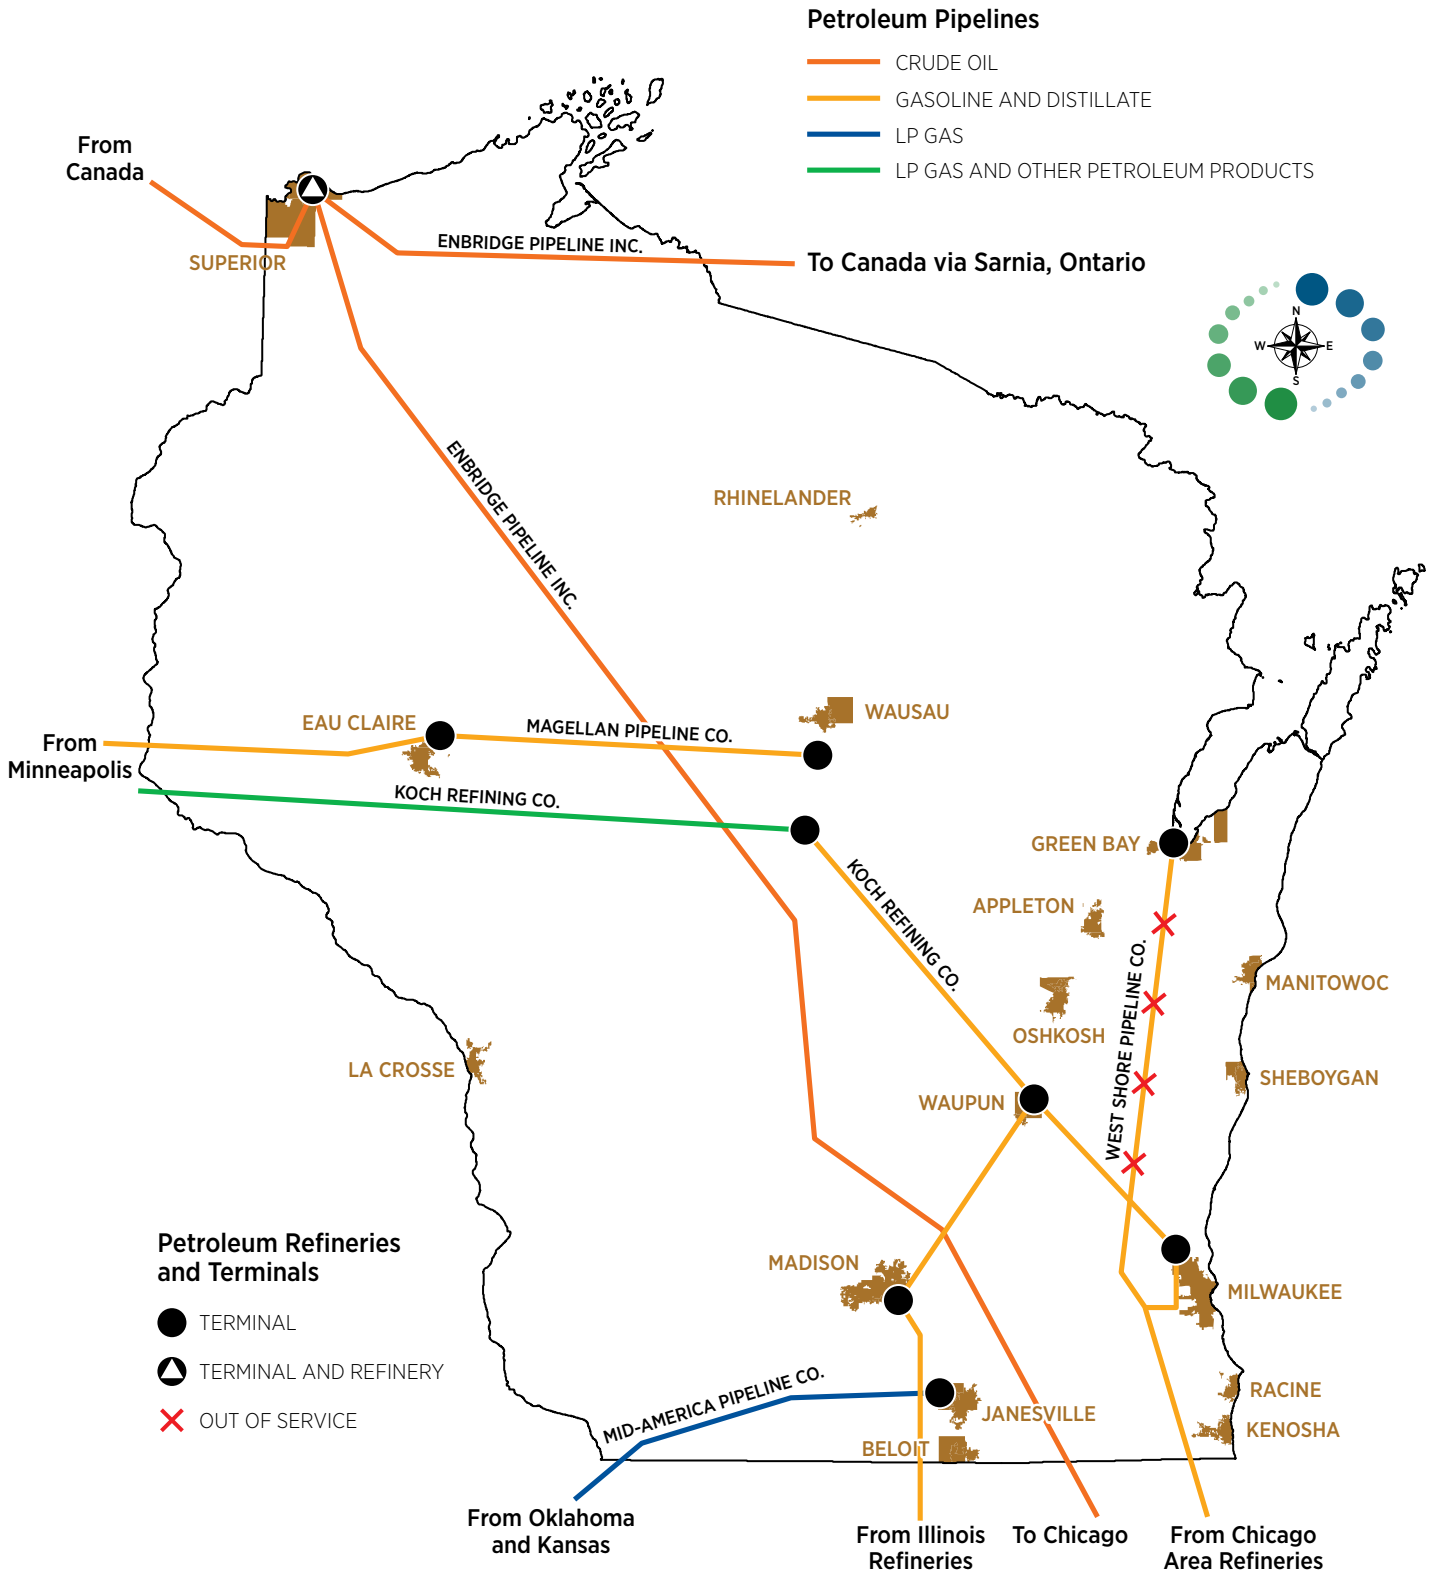 Petroleum Pipelines
CRUDE OIL
GASOLINE AND DISTILLATE
LP GAS
LP GAS AND OTHER PETROLEUM PRODUCTS
From
Canada
SUPERIOR
ENBRIDGE PIPELINE INC.
To Canada via Sarnia, Ontario
N
W
E
S
ENBRIDGE PIPELINE INC.
RHINELANDER
EAU CLAIRE
WAUSAU
MAGELLAN PIPELINE CO.
From
Minneapolis
KOCH REFINING CO.
GREEN BAY
KOCH REFINING CO.
APPLETON
WEST SHORE PIPELINE CO.
MANITOWOC
OSHKOSH
LA CROSSE
SHEBOYGAN
WAUPUN
Petroleum Refineries
and Terminals
TERMINAL
TERMINAL AND REFINERY
OUT OF SERVICE
MADISON
MILWAUKEE
MID-AMERICA PIPELINE CO.
JANESVILLE
RACINE
BELOIT
KENOSHA
From Oklahoma
and Kansas
From Illinois
Refineries
To Chicago
From Chicago
Area Refineries